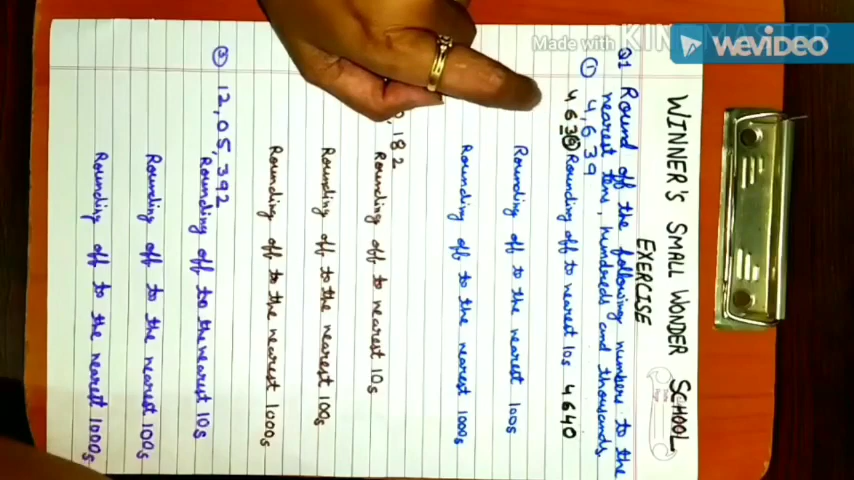 WINNER'S SMALL WONDER SCHOOL
EXERCISE
Q1 Round off the following numbers to the
nearest tens, hundreds and thousands.
① 4,639
4639 Rounding off to nearest 10s 4640
Rounding off to the nearest 100s
Rounding off to the nearest 1000s
,182
Rounding off to nearest 10s
Rounding off to the nearest 100s
Rounding off to the nearest 1000s
③ 12,05,392
Rounding off to the nearest 10s
Rounding off to the nearest 100s
Rounding off to the nearest 1000s
Made with KINEMASTER
WeVideo